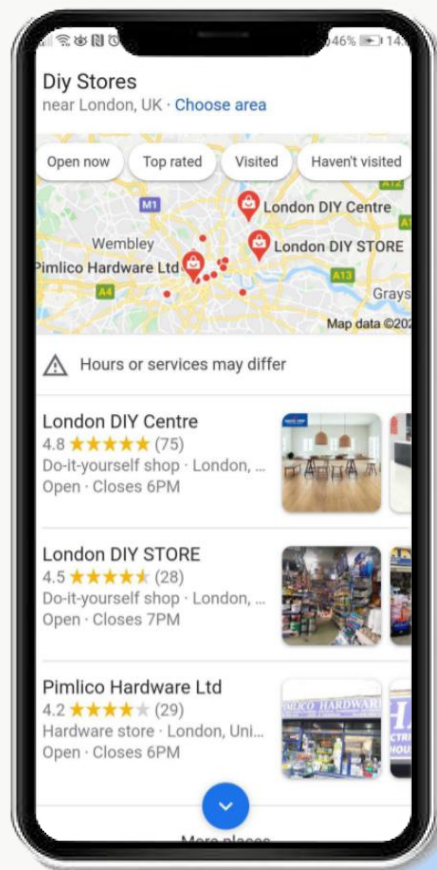 46% 14:
Diy Stores
near London, UK · Choose area
Open now Top rated Visited Haven't visited
A12
M1
London DIY Centre
Wembley
London DIY STORE
Pimlico Hardware Ltd
A13
A4
Grays
Map data ©202
Hours or services may differ
London DIY Centre
4.8 (75)
Do-it-yourself shop · London, ...
Open · Closes 6PM
London DIY STORE
4.5 (28)
Do-it-yourself shop · London, ...
Open · Closes 7PM
Pimlico Hardware Ltd
4.2 (29)
Hardware store · London, Uni...
Open · Closes 6PM
PIMLICO HARDWARE
More places